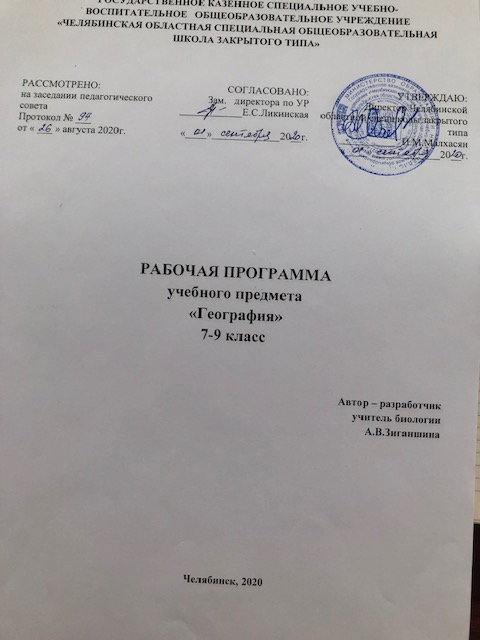 ГОСУДАРСТВЕННОЕ КАЗЕННОЕ СПЕЦИАЛЬНОЕ УЧЕБНО-
ВОСПИТАТЕЛЬНОЕ ОБЩЕОБРАЗОВАТЕЛЬНОЕ УЧРЕЖДЕНИЕ
«ЧЕЛЯБИНСКАЯ ОБЛАСТНАЯ СПЕЦИАЛЬНАЯ ОБЩЕОБРАЗОВАТЕЛЬНАЯ
ШКОЛА ЗАКРЫТОГО ТИПА»
РАССМОТРЕНО:
на заседании педагогического
совета
Протокол № 94
от « 26 » августа 2020г.
СОГЛАСОВАНО:
Зам. директора по УР
Е.С.Ликинская
« 01 » сентября 2020г.
УТВЕРЖДАЮ:
Директор Челябинской
областной закрытого
типа
И.М.Малхасян
сентября 2020г.
РАБОЧАЯ ПРОГРАММА
учебного предмета
«География»
7-9 класс
Автор – разработчик
учитель биологии
А.В.Зиганшина
Челябинск, 2020